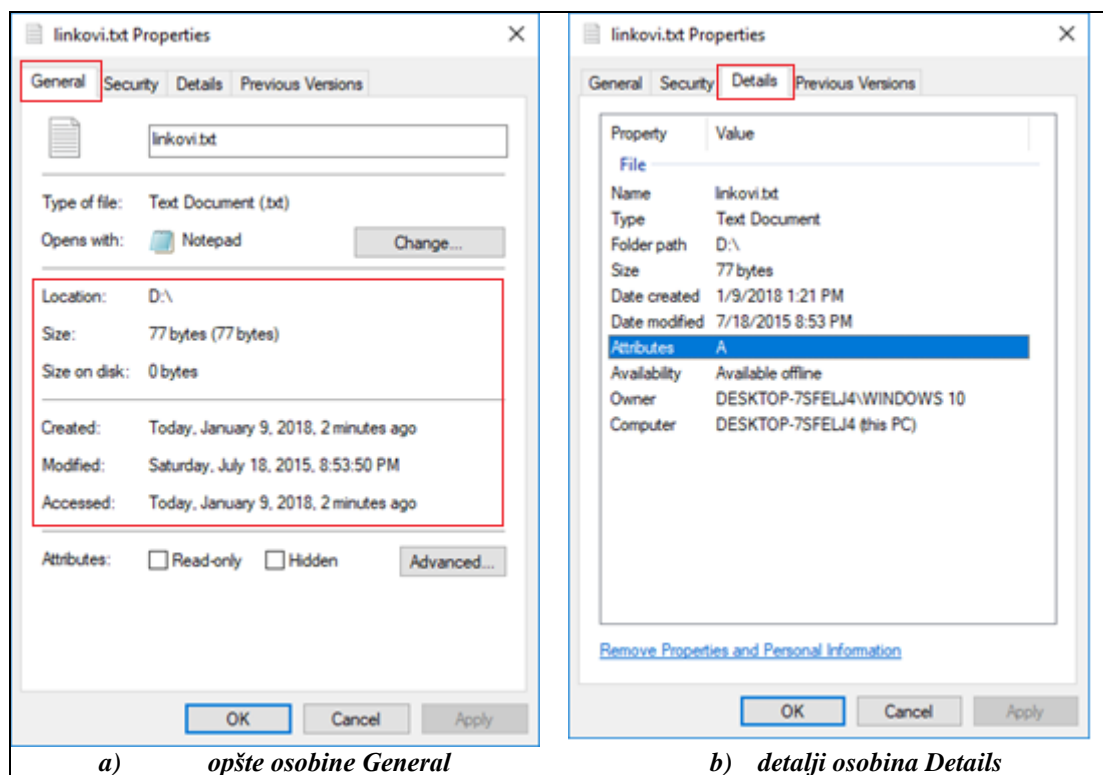 linkovi.txt Properties
General Security Details Previous Versions
linkovi.txt
Type of file: Text Document (.txt)
Opens with: Notepad Change...
Location: D:\
Size: 77 bytes (77 bytes)
Size on disk: 0 bytes
Created: Today, January 9, 2018, 2 minutes ago
Modified: Saturday, July 18, 2015, 8:53:50 PM
Accessed: Today, January 9, 2018, 2 minutes ago
Attributes: Read-only Hidden Advanced...
OK Cancel Apply
a) opšte osobine General
linkovi.txt Properties
General Security Details Previous Versions
Property Value
File
Name linkovi.txt
Type Text Document
Folder path D:\
Size 77 bytes
Date created 1/9/2018 1:21 PM
Date modified 7/18/2015 8:53 PM
Attributes A
Availability Available offline
Owner DESKTOP-7SFELJ4\WINDOWS 10
Computer DESKTOP-7SFELJ4 (this PC)
Remove Properties and Personal Information
OK Cancel Apply
b) detalji osobina Details